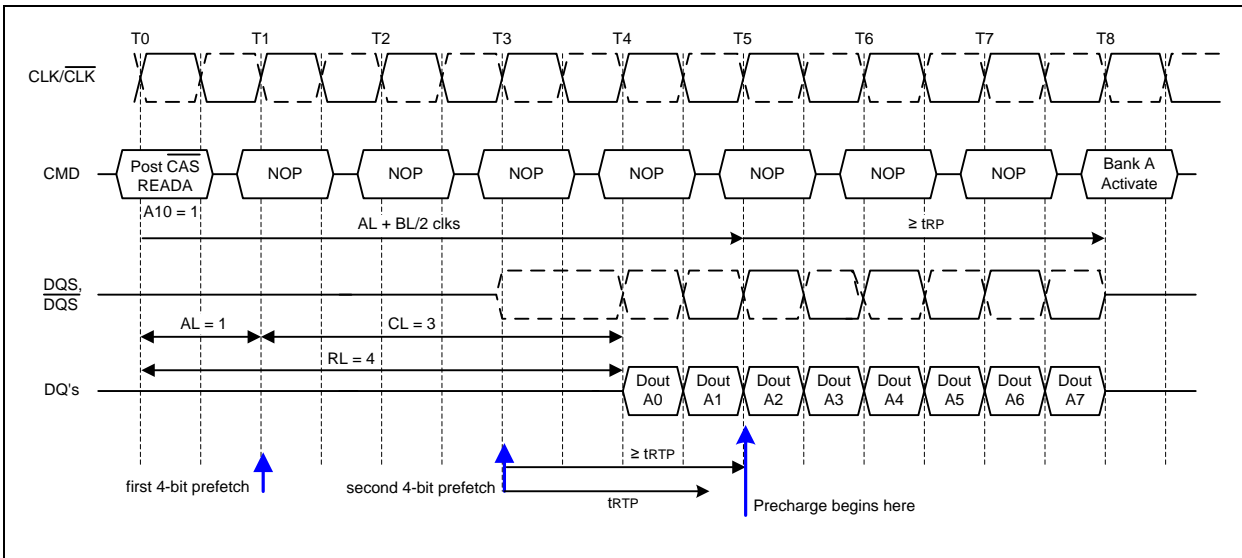 T0 T1 T2 T3 T4 T5 T6 T7 T8
CLK/CLK
CMD
Post CAS
READA
NOP NOP NOP NOP NOP NOP NOP
Bank A
Activate
A10 = 1
AL + BL/2 clks
≥ tRP
DQS,
DQS
AL = 1
CL = 3
RL = 4
DQ's
Dout
A0
Dout
A1
Dout
A2
Dout
A3
Dout
A4
Dout
A5
Dout
A6
Dout
A7
≥ tRTP
first 4-bit prefetch
second 4-bit prefetch
tRTP
Precharge begins here